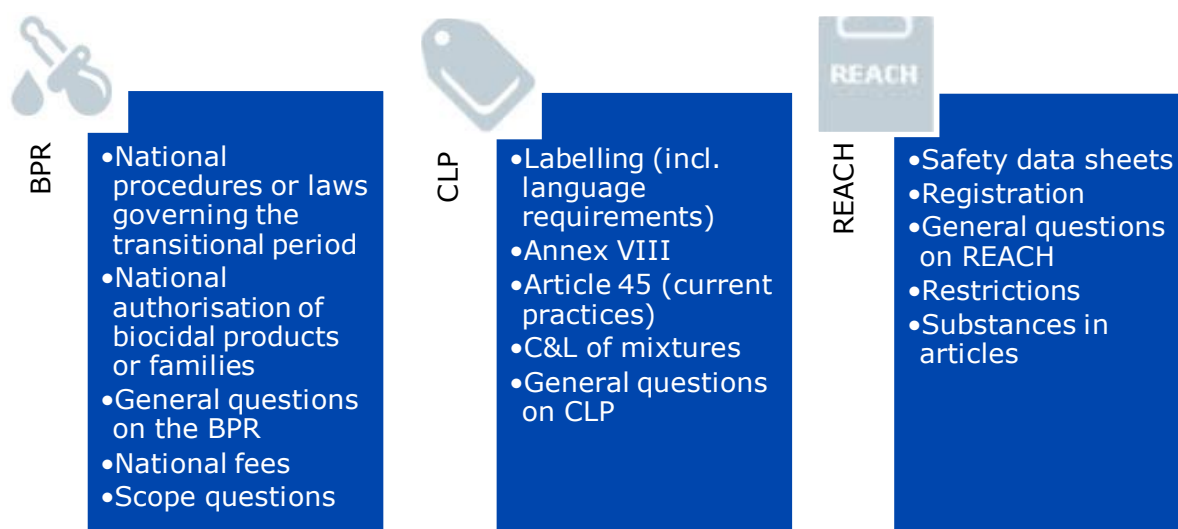 BPR
•National
procedures or laws
governing the
transitional period
•National
authorisation of
biocidal products
or families
•General questions
on the BPR
•National fees
•Scope questions
CLP
•Labelling (incl.
language
requirements)
•Annex VIII
•Article 45 (current
practices)
•C&L of mixtures
•General questions
on CLP
REACH
REACH
•Safety data sheets
•Registration
•General questions
on REACH
•Restrictions
•Substances in
articles